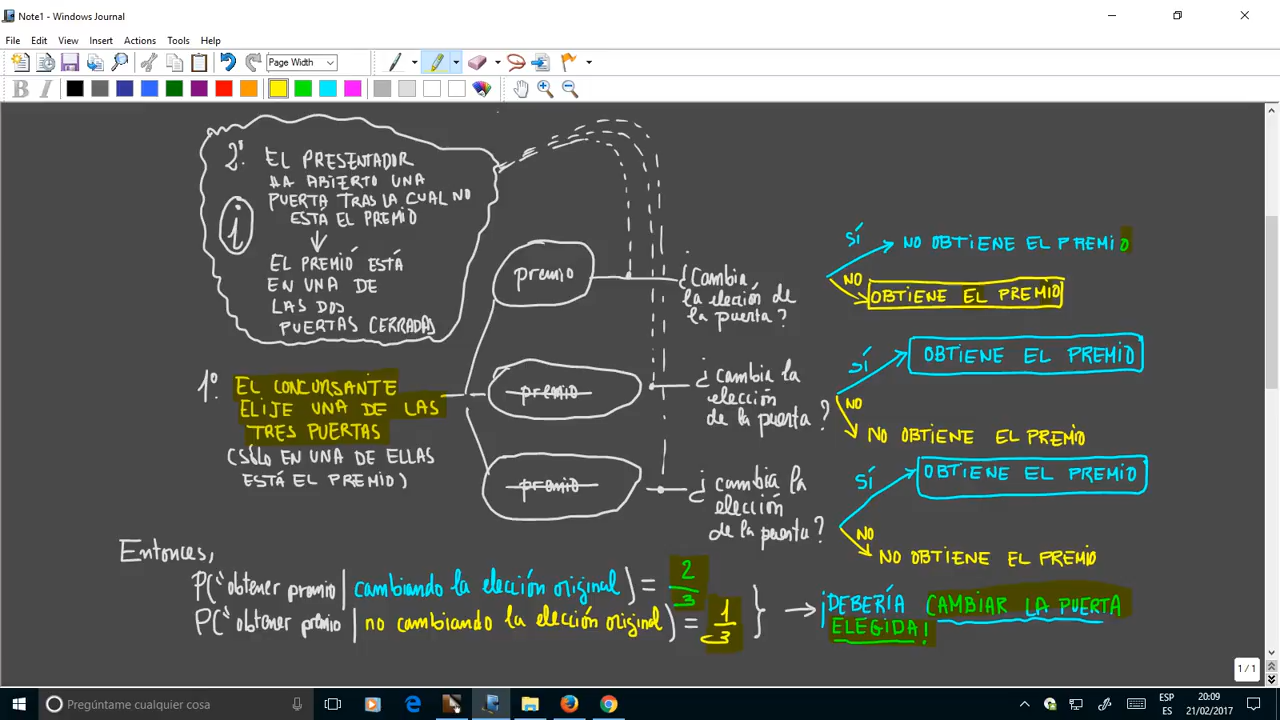 Note1 - Windows Journal
File Edit View Insert Actions Tools Help
Page Width
B I
2º
EL PRESENTADOR
HA ABIERTO UNA
PUERTA TRAS LA CUAL NO
ESTÁ EL PREMIO
i
EL PREMIO ESTÁ
EN UNA DE
LAS DOS
PUERTAS CERRADAS
1º
EL CONCURSANTE
ELIJE UNA DE LAS
TRES PUERTAS
(SÓLO EN UNA DE ELLAS
ESTÁ EL PREMIO)
premio
¿Cambia
la elección de
la puerta?
SÍ
NO OBTIENE EL PREMIO
NO
OBTIENE EL PREMIO
premio
¿Cambia la
elección
de la puerta?
SÍ
OBTIENE EL PREMIO
NO
NO OBTIENE EL PREMIO
premio
¿cambia la
elección
de la puerta?
SÍ
OBTIENE EL PREMIO
NO
NO OBTIENE EL PREMIO
Entonces,
P("obtener premio | cambiando la elección original) = 2/3
P("obtener premio | no cambiando la elección original) = 1/3
¡DEBERÍA CAMBIAR LA PUERTA
ELEGIDA!
1 / 1
Pregúntame cualquier cosa
ESP
ES
20:09
21/02/2017